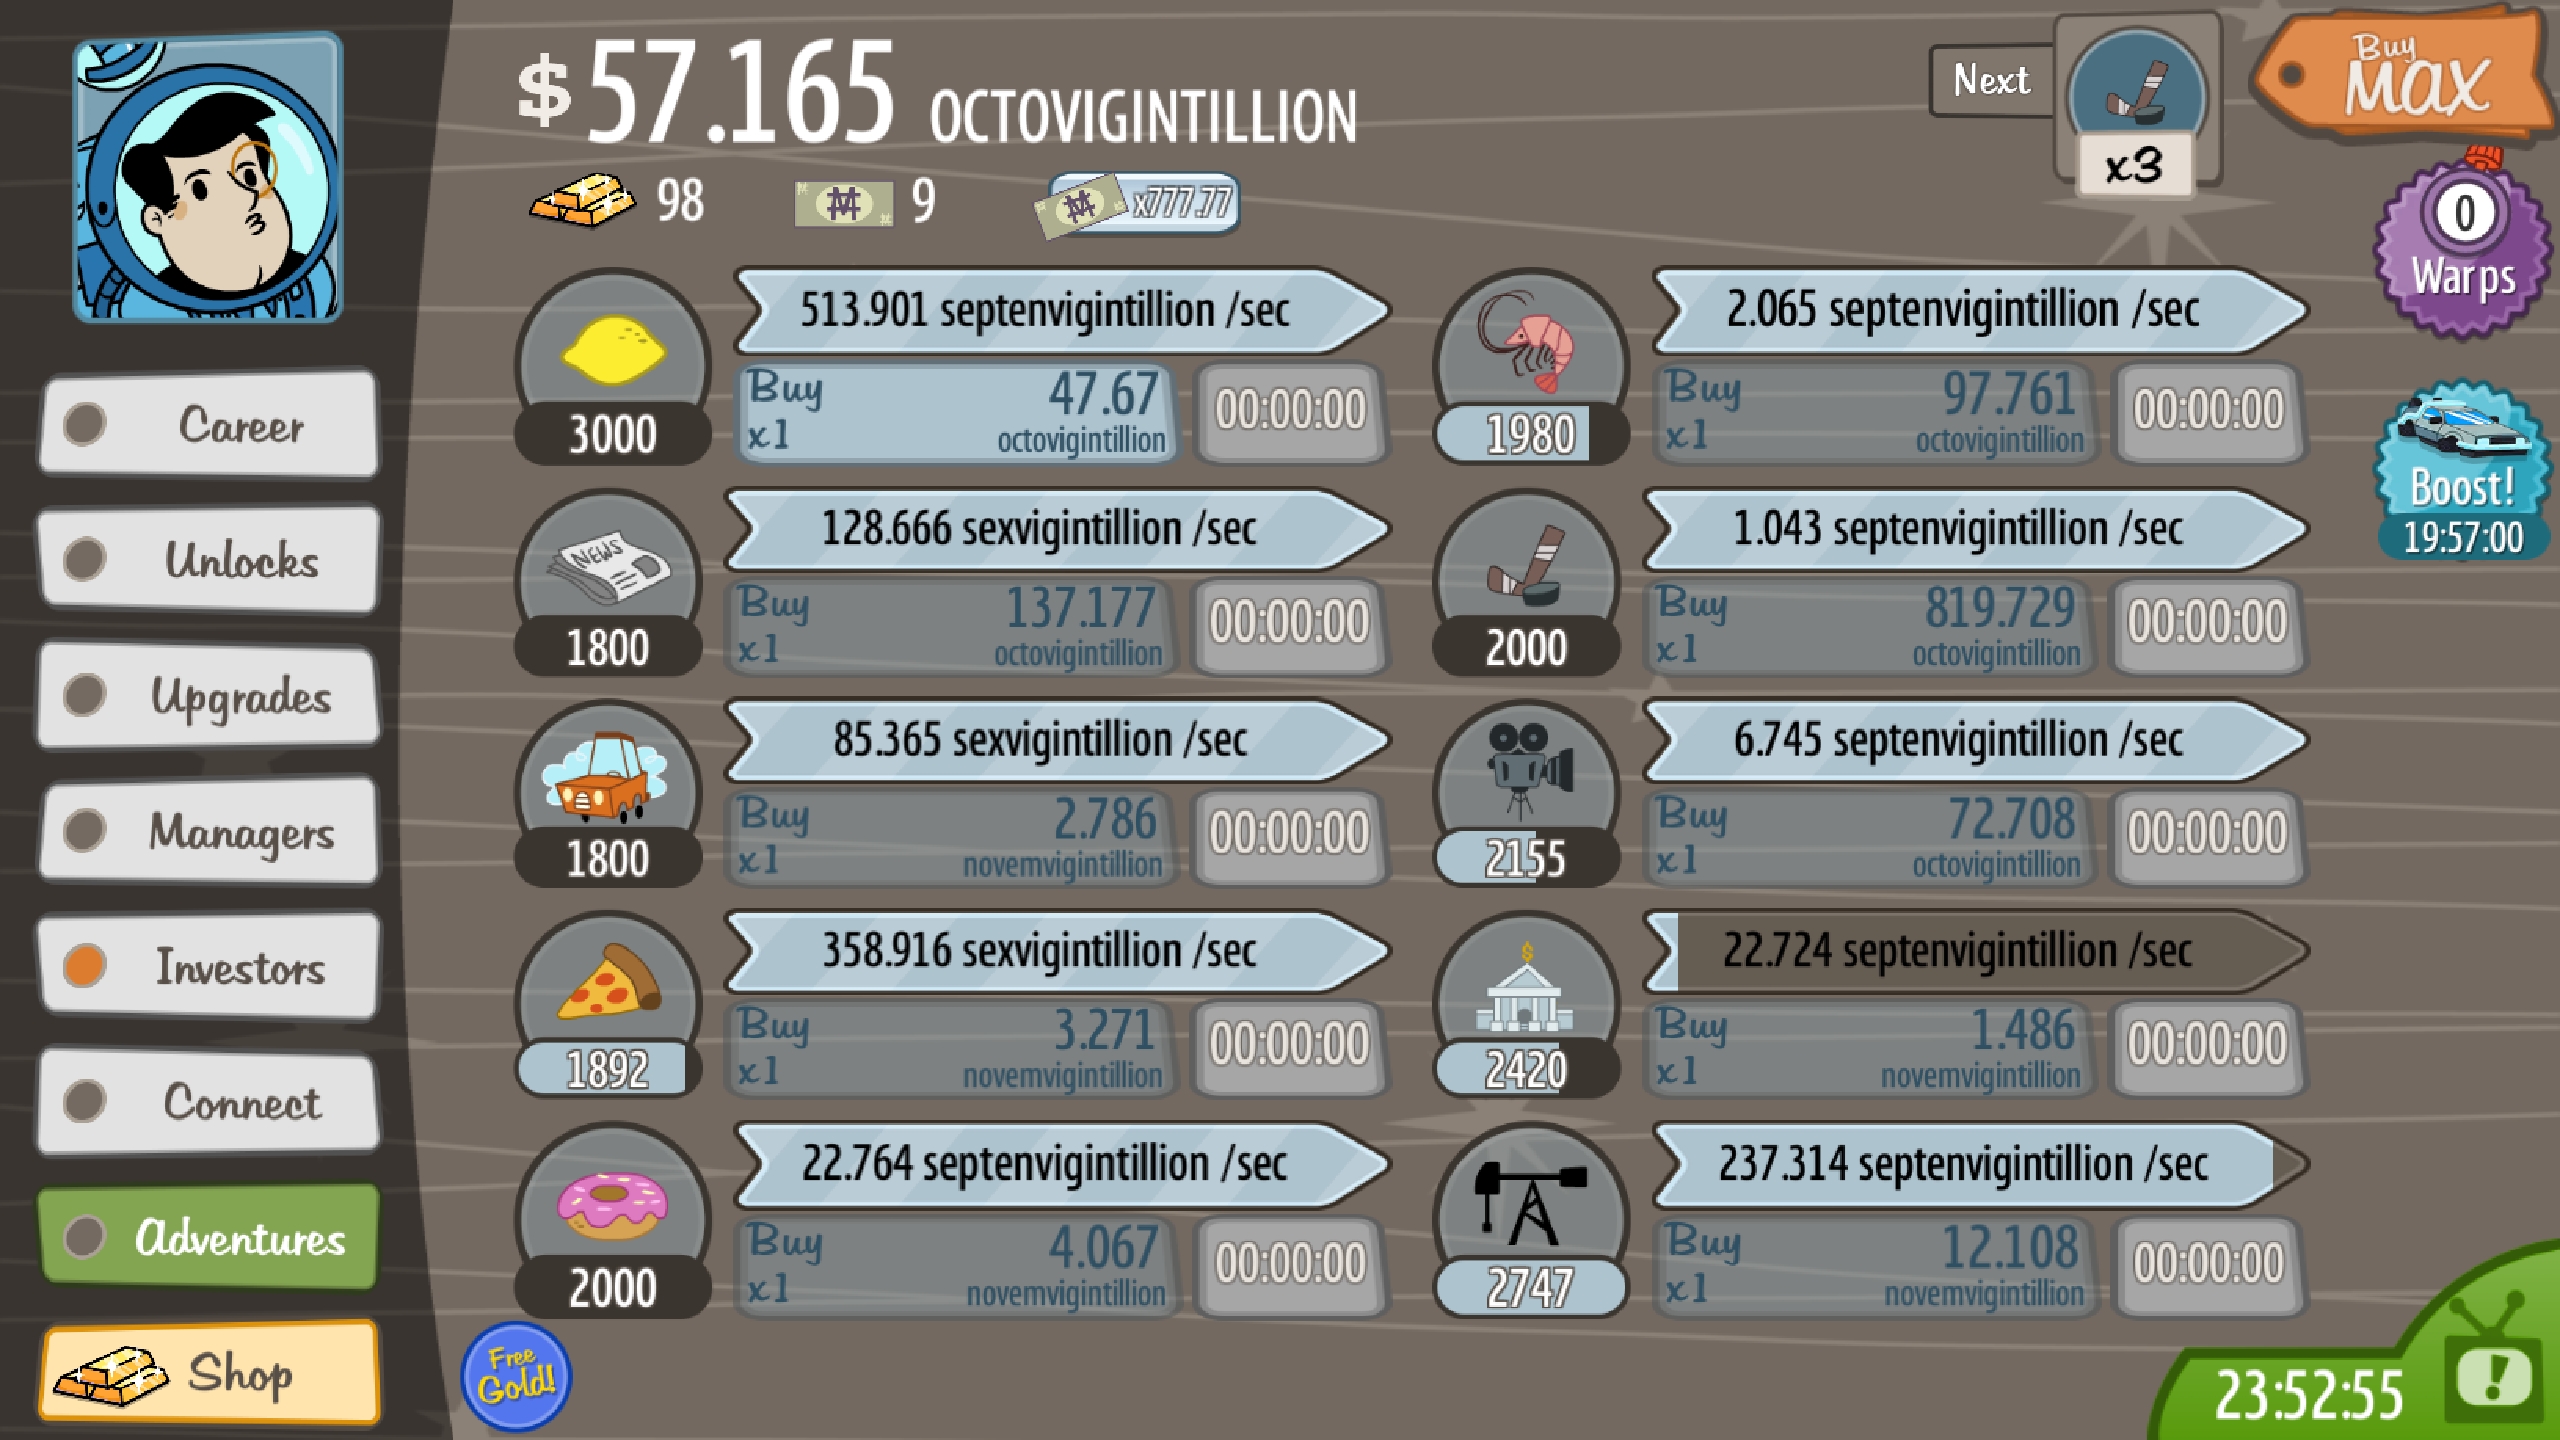 $57.165 OCTOVIGINTILLION
98
9
x777.77
Next
x3
Buy
MAX
0
Warps
Boost!
19:57:00
Career
Unlocks
Upgrades
Managers
Investors
Connect
Adventures
Shop
513.901 septenvigintillion /sec
3000
Buy
x1
47.67
octovigintillion
00:00:00
NEWS
128.666 sexvigintillion /sec
1800
Buy
x1
137.177
octovigintillion
00:00:00
85.365 sexvigintillion /sec
1800
Buy
x1
2.786
novemvigintillion
00:00:00
358.916 sexvigintillion /sec
1892
Buy
x1
3.271
novemvigintillion
00:00:00
22.764 septenvigintillion /sec
2000
Buy
x1
4.067
novemvigintillion
00:00:00
2.065 septenvigintillion /sec
1980
Buy
x1
97.761
octovigintillion
00:00:00
1.043 septenvigintillion /sec
2000
Buy
x1
819.729
octovigintillion
00:00:00
6.745 septenvigintillion /sec
2155
Buy
x1
72.708
octovigintillion
00:00:00
$
22.724 septenvigintillion /sec
2420
Buy
x1
1.486
novemvigintillion
00:00:00
237.314 septenvigintillion /sec
2747
Buy
x1
12.108
novemvigintillion
00:00:00
Free
Gold!
23:52:55
!